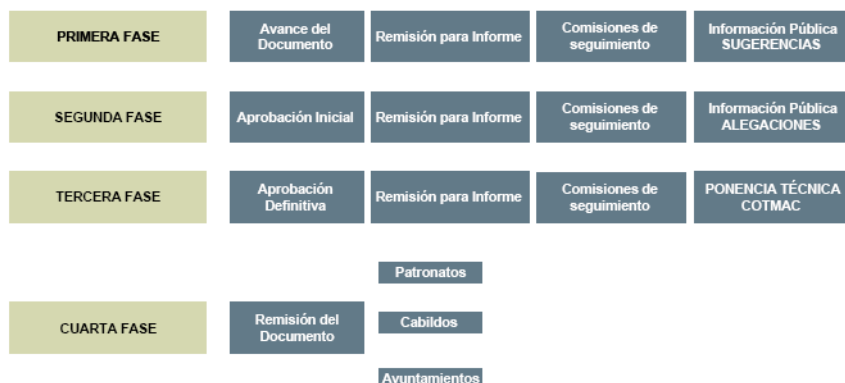 PRIMERA FASE
Avance del
Documento
Remisión para Informe
Comisiones de
seguimiento
Información Pública
SUGERENCIAS
SEGUNDA FASE
Aprobación Inicial
Remisión para Informe
Comisiones de
seguimiento
Información Pública
ALEGACIONES
TERCERA FASE
Aprobación
Definitiva
Remisión para Informe
Comisiones de
seguimiento
PONENCIA TÉCNICA
COTMAC
Patronatos
CUARTA FASE
Remisión del
Documento
Cabildos
Ayuntamientos